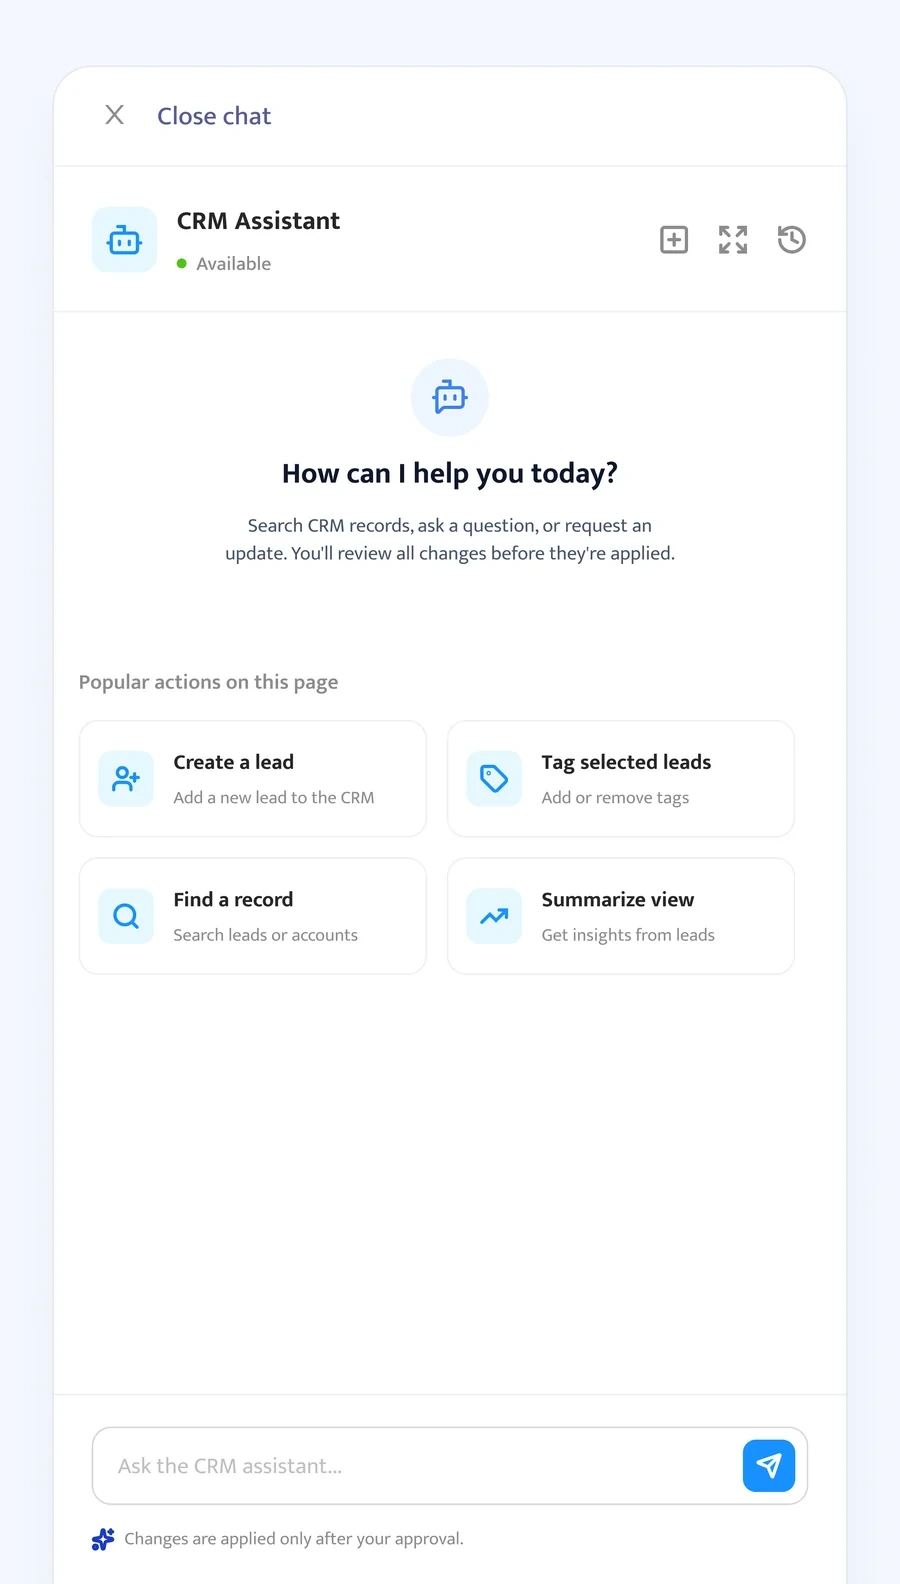 Close chat
CRM Assistant
Available
How can I help you today?
Search CRM records, ask a question, or request an
update. You'll review all changes before they're applied.
Popular actions on this page
Create a lead
Add a new lead to the CRM
Tag selected leads
Add or remove tags
Find a record
Search leads or accounts
Summarize view
Get insights from leads
Ask the CRM assistant...
Changes are applied only after your approval.